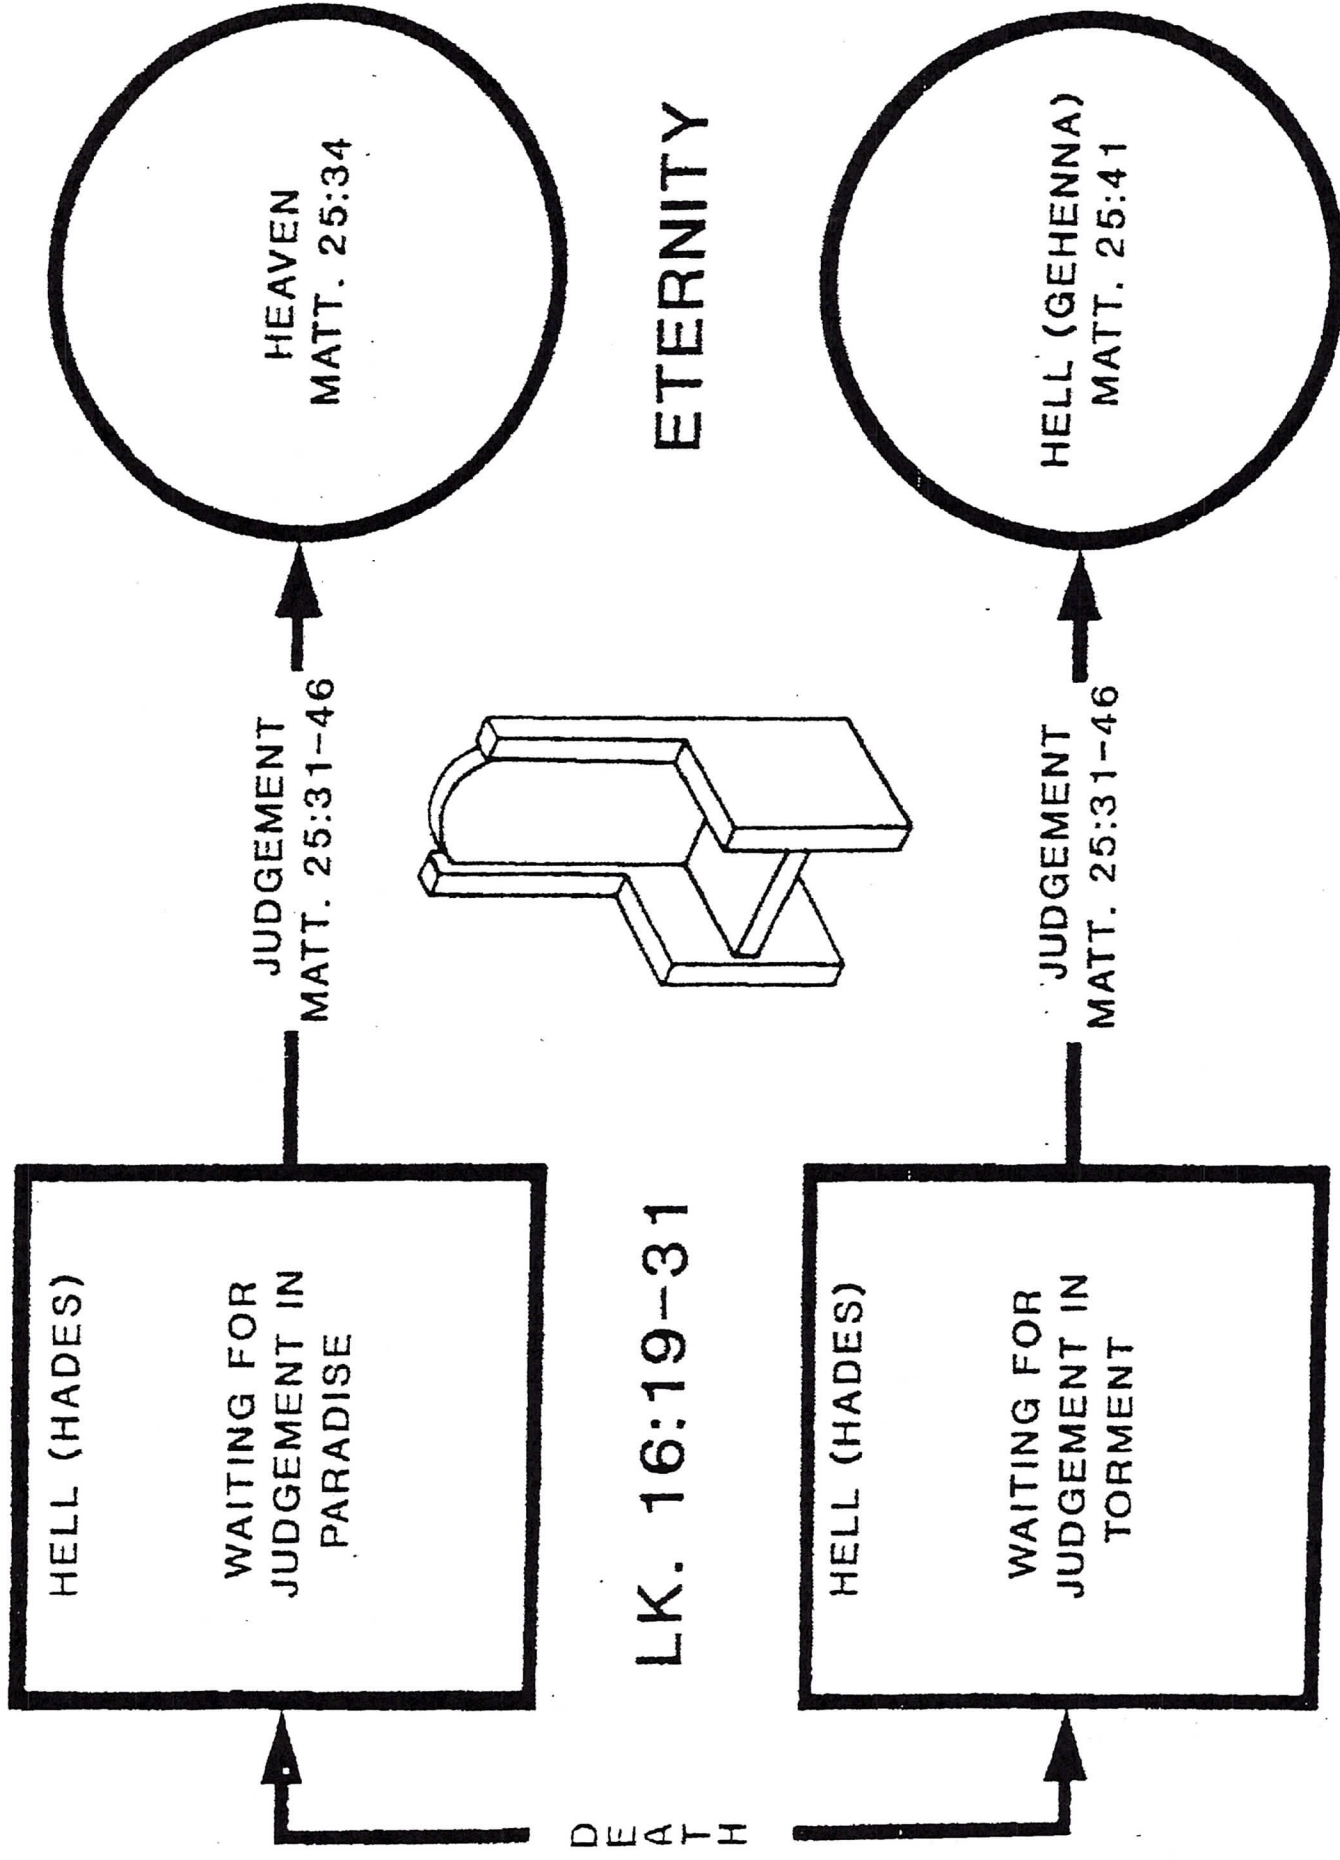 DEATH
HELL (HADES)
WAITING FOR
JUDGEMENT IN
PARADISE
JUDGEMENT
MATT. 25:31-46
HEAVEN
MATT. 25:34
LK. 16:19-31
ETERNITY
HELL (HADES)
WAITING FOR
JUDGEMENT IN
TORMENT
JUDGEMENT
MATT. 25:31-46
HELL (GEHENNA)
MATT. 25:41